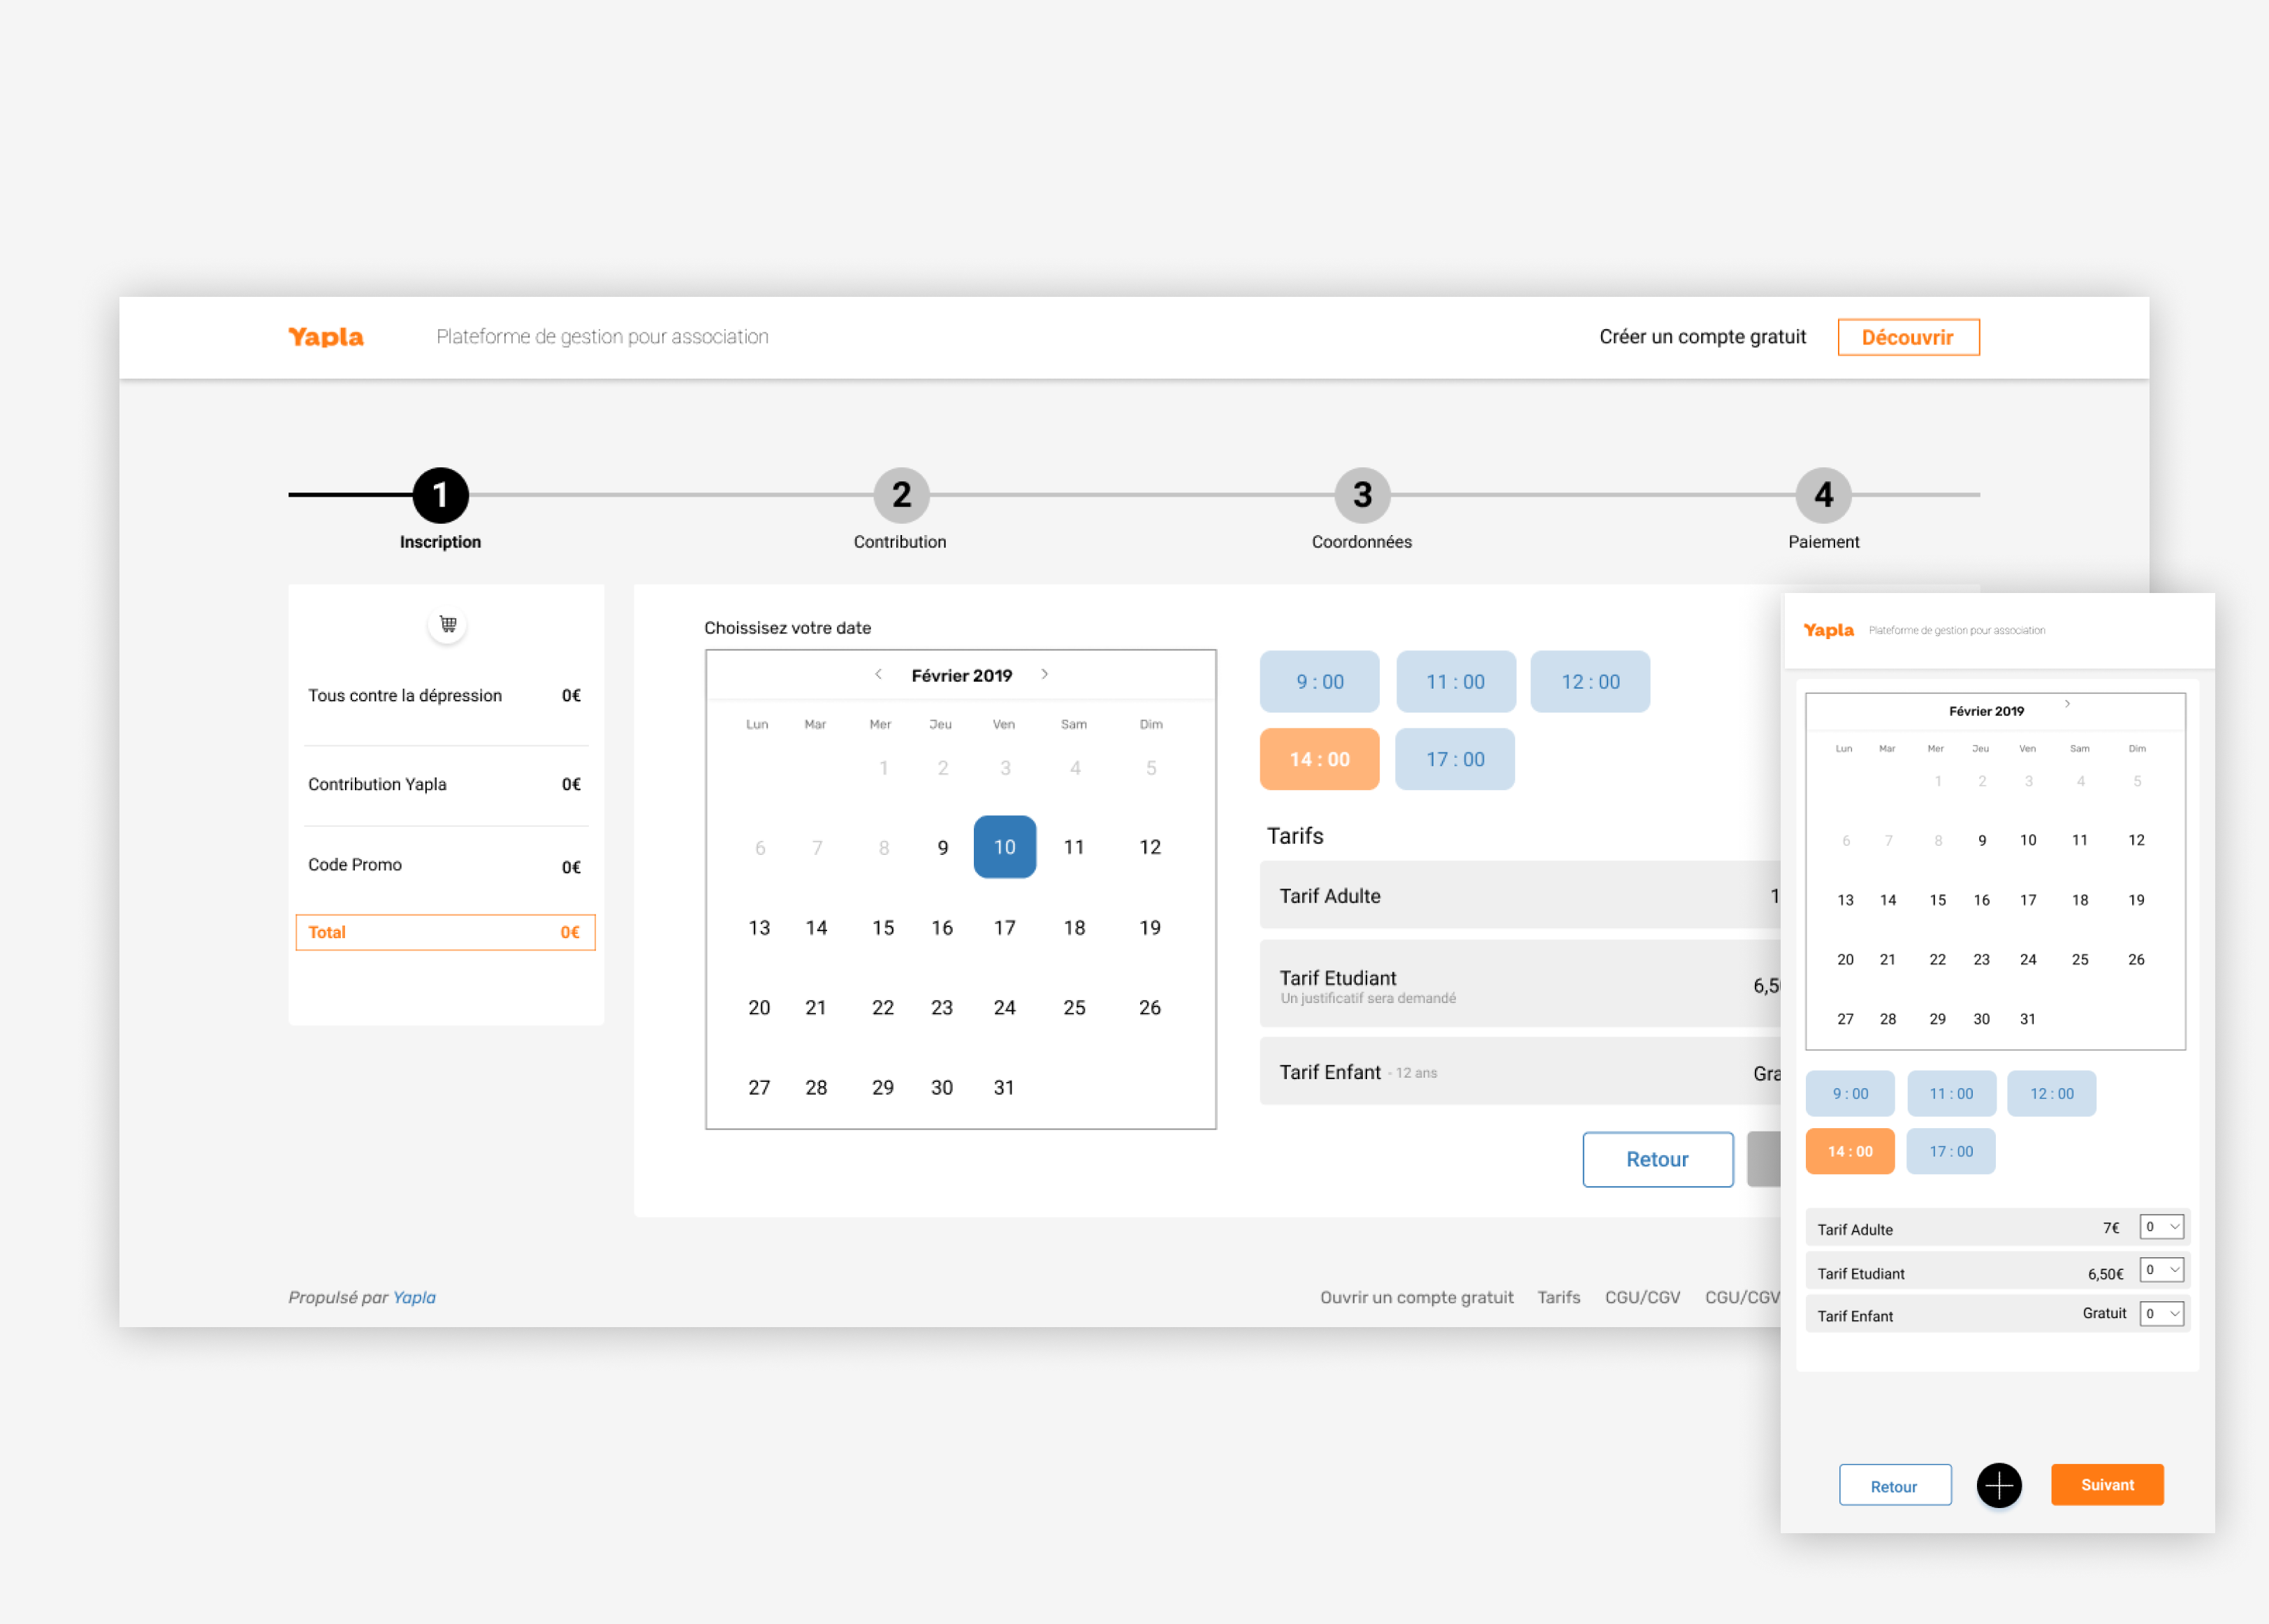 Yapla Plateforme de gestion pour association Créer un compte gratuit Découvrir
1 2 3 4
Inscription Contribution Coordonnées Paiement
Tous contre la dépression 0€
Contribution Yapla 0€
Code Promo 0€
Total 0€
Choissisez votre date
< Février 2019 >
Lun Mar Mer Jeu Ven Sam Dim
1 2 3 4 5
6 7 8 9 10 11 12
13 14 15 16 17 18 19
20 21 22 23 24 25 26
27 28 29 30 31
9 : 00 11 : 00 12 : 00
14 : 00 17 : 00
Tarifs
Tarif Adulte 1
Tarif Etudiant
Un justificatif sera demandé
6,5
Tarif Enfant - 12 ans Gra
Retour
Propulsé par Yapla
Ouvrir un compte gratuit Tarifs CGU/CGV CGU/CGV
Yapla Plateforme de gestion pour association
Février 2019 >
Lun Mar Mer Jeu Ven Sam Dim
1 2 3 4 5
6 7 8 9 10 11 12
13 14 15 16 17 18 19
20 21 22 23 24 25 26
27 28 29 30 31
9 : 00 11 : 00 12 : 00
14 : 00 17 : 00
Tarif Adulte 7€ 0
Tarif Etudiant 6,50€ 0
Tarif Enfant Gratuit 0
Retour Suivant